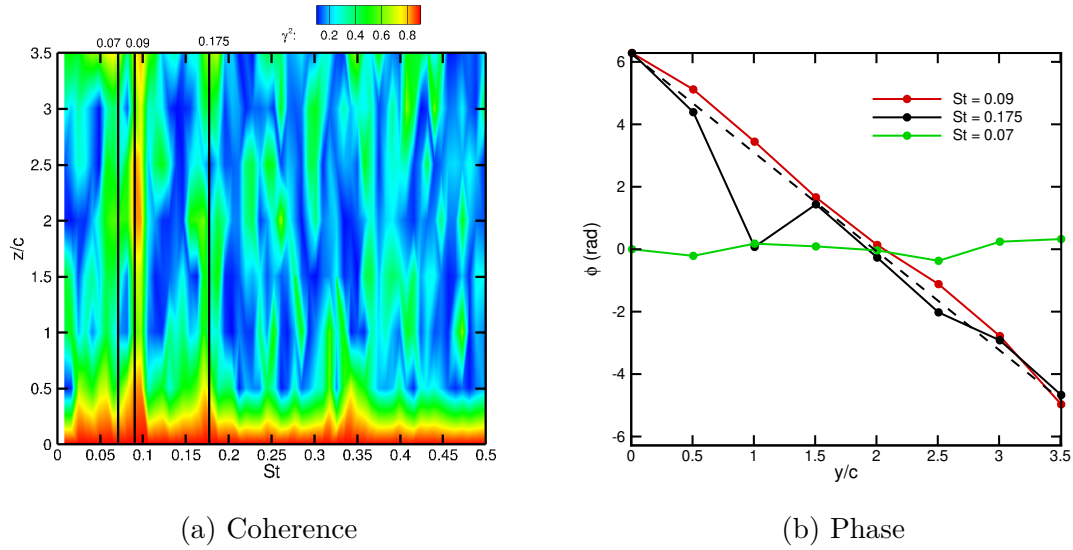 γ²: 0.2 0.4 0.6 0.8
0.07 0.09 0.175
3.5
3
2.5
2
1.5
1
0.5
0
z/c
0 0.05 0.1 0.15 0.2 0.25 0.3 0.35 0.4 0.45 0.5
St
(a) Coherence
6
4
2
0
-2
-4
-6
ϕ (rad)
St = 0.09
St = 0.175
St = 0.07
0 0.5 1 1.5 2 2.5 3 3.5
y/c
(b) Phase